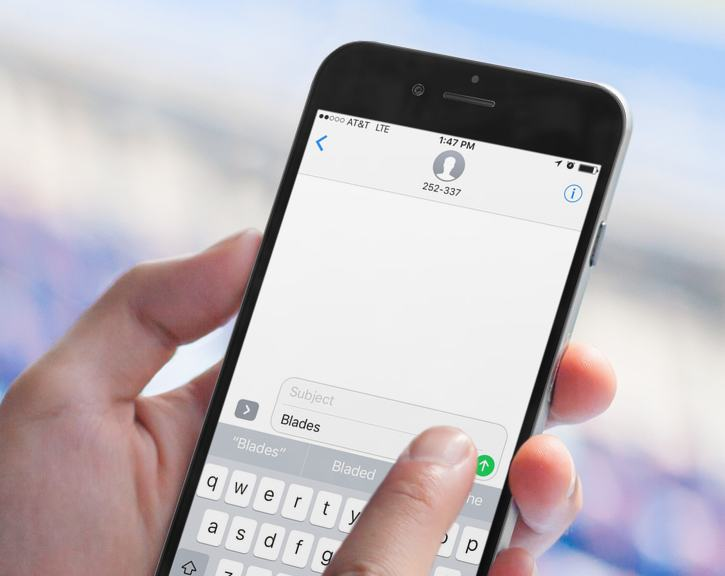 AT&T LTE
1:47 PM
252-337
Subject
Blades
"Blades" Bladed
q w e r t y p
a s d f g